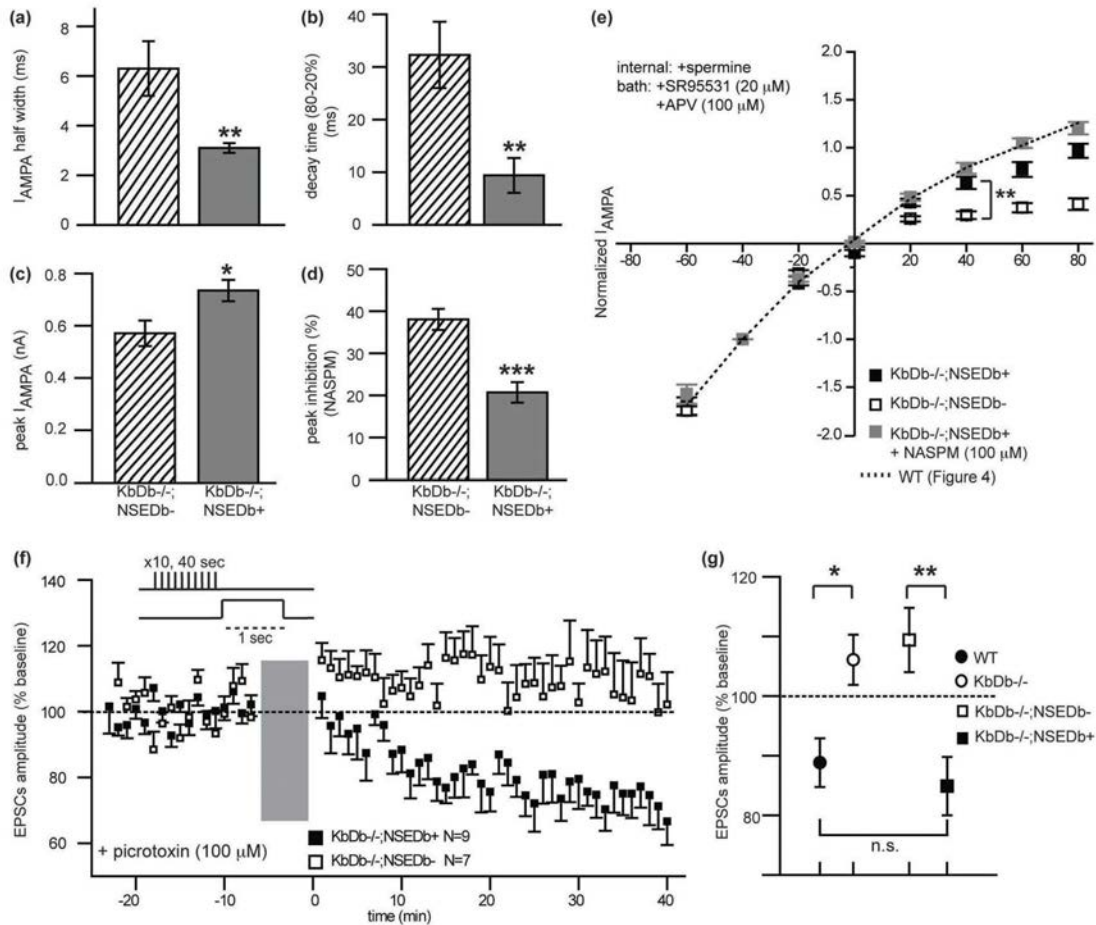 (a)
I_AMPA half width (ms)
8
6
4
2
0
**
(b)
decay time (80-20%)
(ms)
40
30
20
10
0
**
(c)
peak I_AMPA (nA)
0.8
0.6
0.4
0.2
0.0
*
KbDb-/-;
NSEDb-
KbDb-/-;
NSEDb+
(d)
peak inhibition (%)
(NASPM)
50
40
30
20
10
0
***
KbDb-/-;
NSEDb-
KbDb-/-;
NSEDb+
(e)
internal: +spermine
bath: +SR95531 (20 μM)
+APV (100 μM)
Normalized I_AMPA
2.0
1.5
1.0
0.5
-0.5
-1.0
-1.5
-2.0
-80
-60
-40
-20
0
20
40
60
80
**
KbDb-/-;NSEDb+
KbDb-/-;NSEDb-
KbDb-/-;NSEDb+
+ NASPM (100 μM)
WT (Figure 4)
(f)
x10, 40 sec
1 sec
EPSCs amplitude (% baseline)
140
120
100
80
60
+ picrotoxin (100 μM)
KbDb-/-;NSEDb+ N=9
KbDb-/-;NSEDb- N=7
-20
-10
0
10
20
30
40
time (min)
(g)
EPSCs amplitude (% baseline)
120
100
80
*
**
n.s.
WT
KbDb-/-
KbDb-/-;NSEDb-
KbDb-/-;NSEDb+